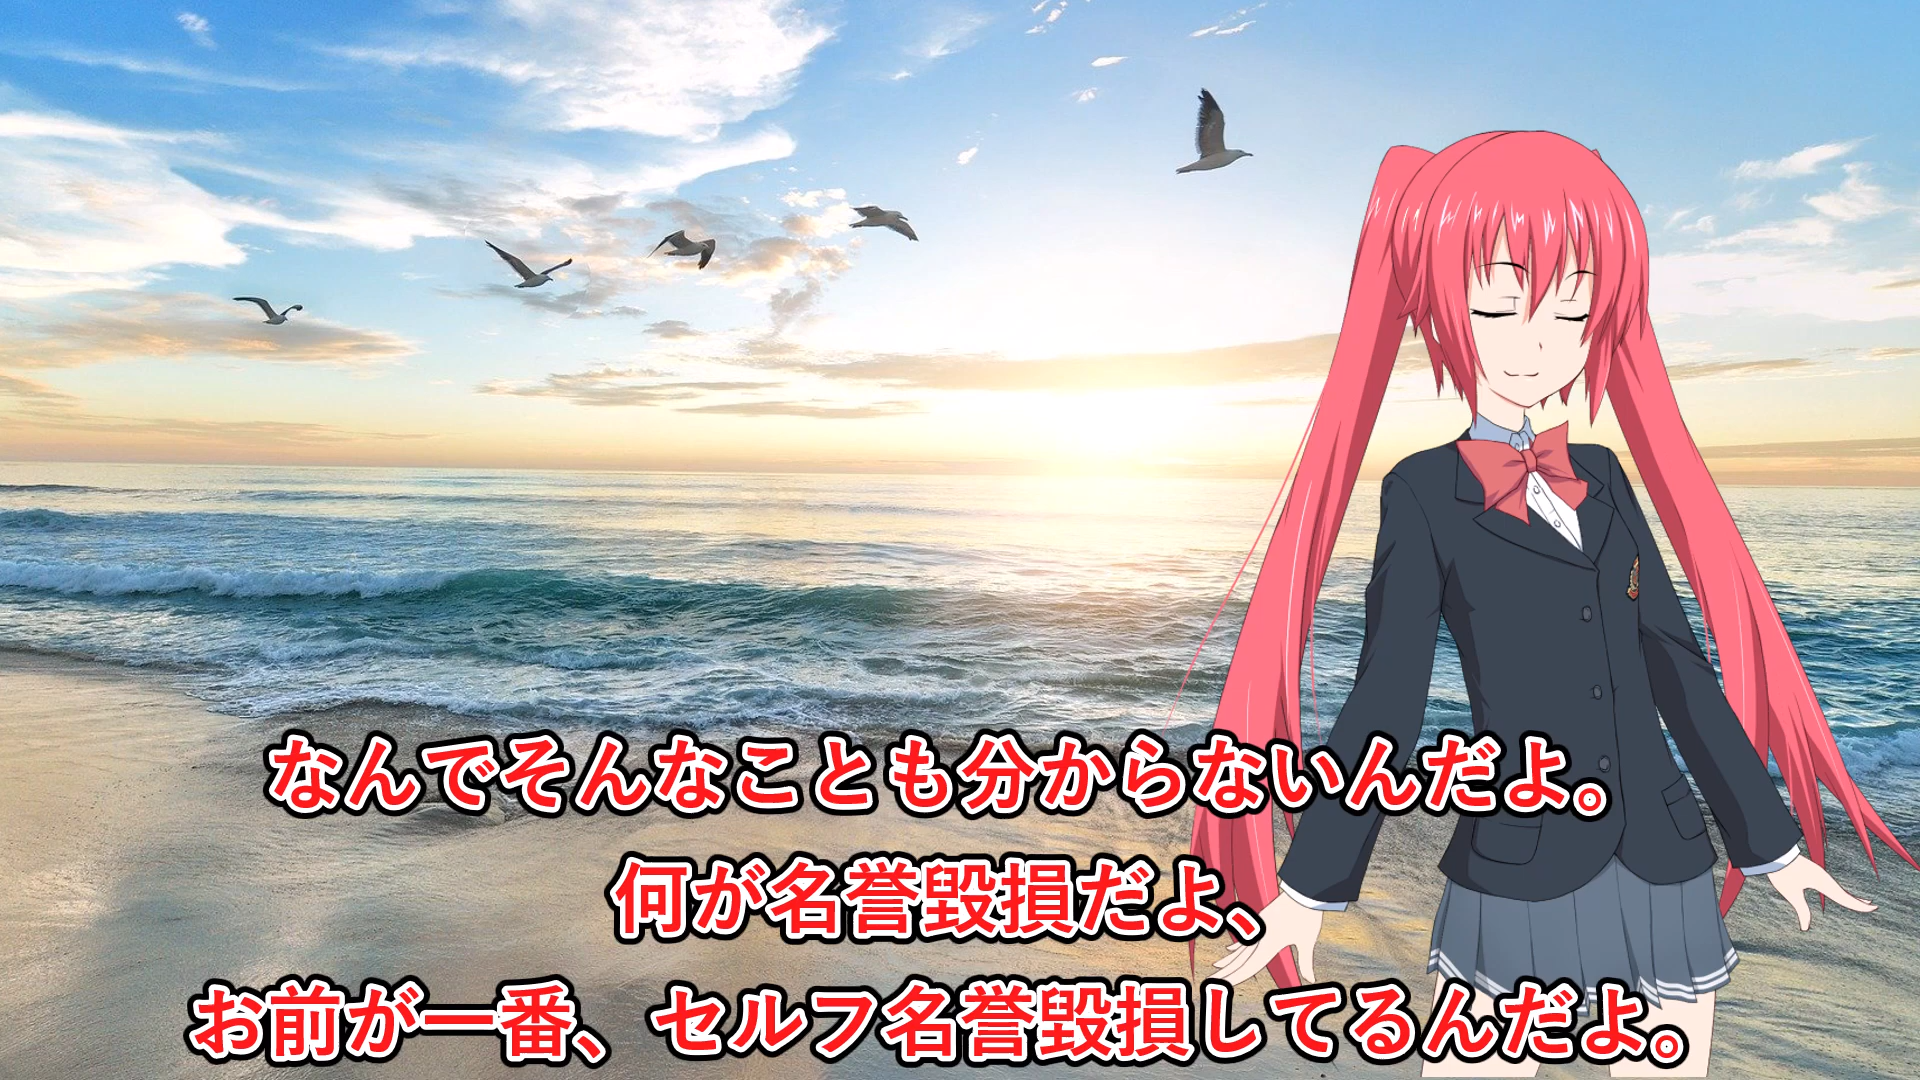 なんでそんなことも分からないんだよ。
何が名誉毀損だよ、
お前が一番、セルフ名誉毀損してるんだよ。